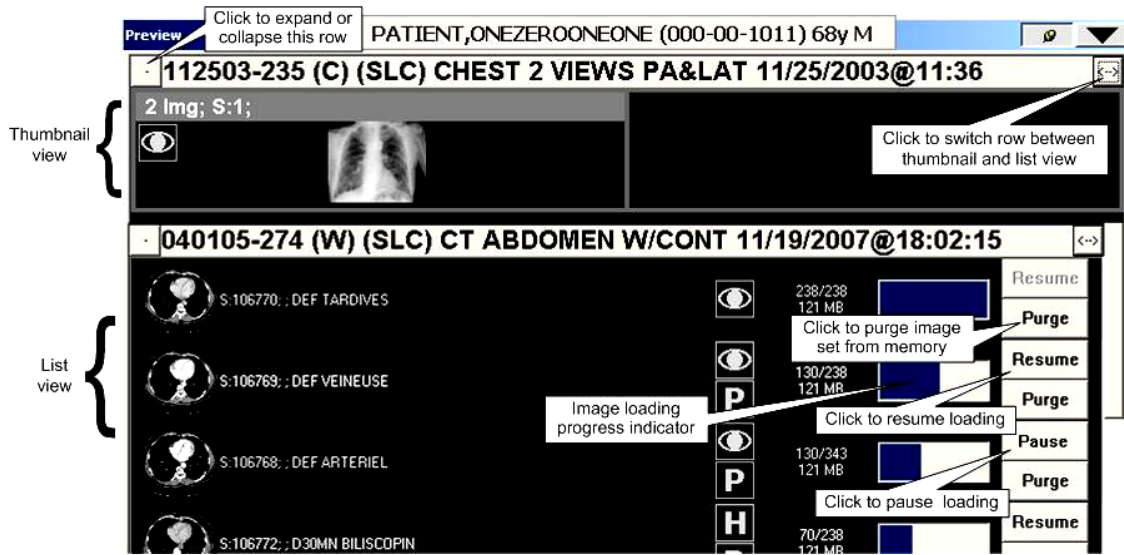 Click to expand or
collapse this row
Preview
PATIENT,ONEZEROONEONE (000-00-1011) 68y M
112503-235 (C) (SLC) CHEST 2 VIEWS PA&LAT 11/25/2003@11:36
<-->
2 Img; S:1;
Thumbnail
view
Click to switch row between
thumbnail and list view
040105-274 (W) (SLC) CT ABDOMEN W/CONT 11/19/2007@18:02:15
<-->
S:106770; ; DEF TARDIVES
238/238
121 MB
Resume
Purge
Click to purge image
set from memory
List
view
S:106769; ; DEF VEINEUSE
P
130/238
121 MB
Resume
Purge
Image loading
progress indicator
Click to resume loading
S:106768; ; DEF ARTERIEL
P
130/343
121 MB
Pause
Purge
Click to pause loading
S:106772; ; D30MN BILISCOPIN
H
70/238
121 MB
Resume